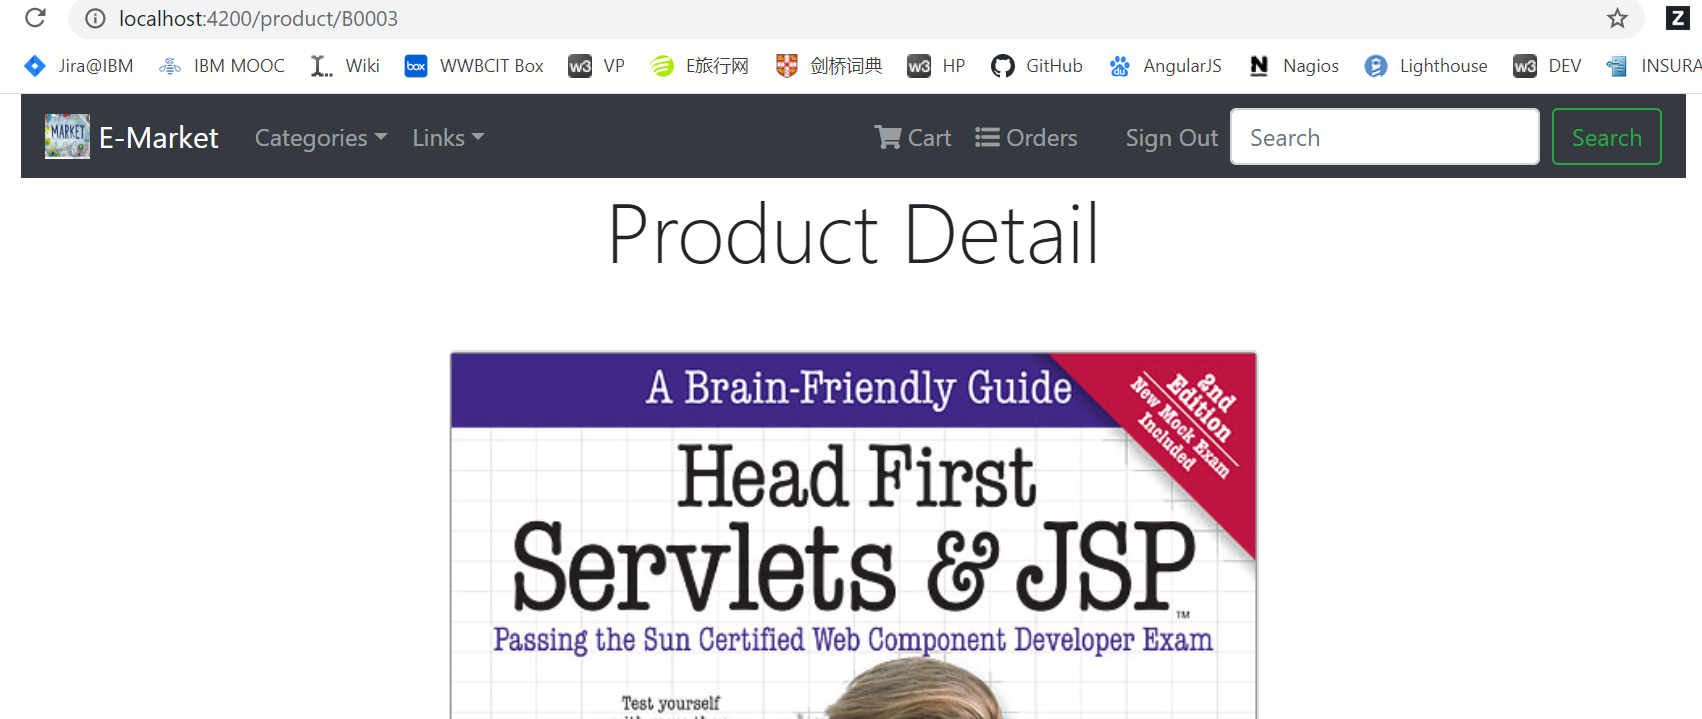 localhost:4200/product/B0003
Jira@IBM IBM MOOC Wiki WWBCIT Box VP E旅行网 剑桥词典 HP GitHub AngularJS Nagios Lighthouse DEV INSURA
E-Market Categories Links Cart Orders Sign Out Search Search
Product Detail
A Brain-Friendly Guide
2nd
Edition
New Mock Exam
Included
Head First
Servlets & JSP™
Passing the Sun Certified Web Component Developer Exam
Test yourself